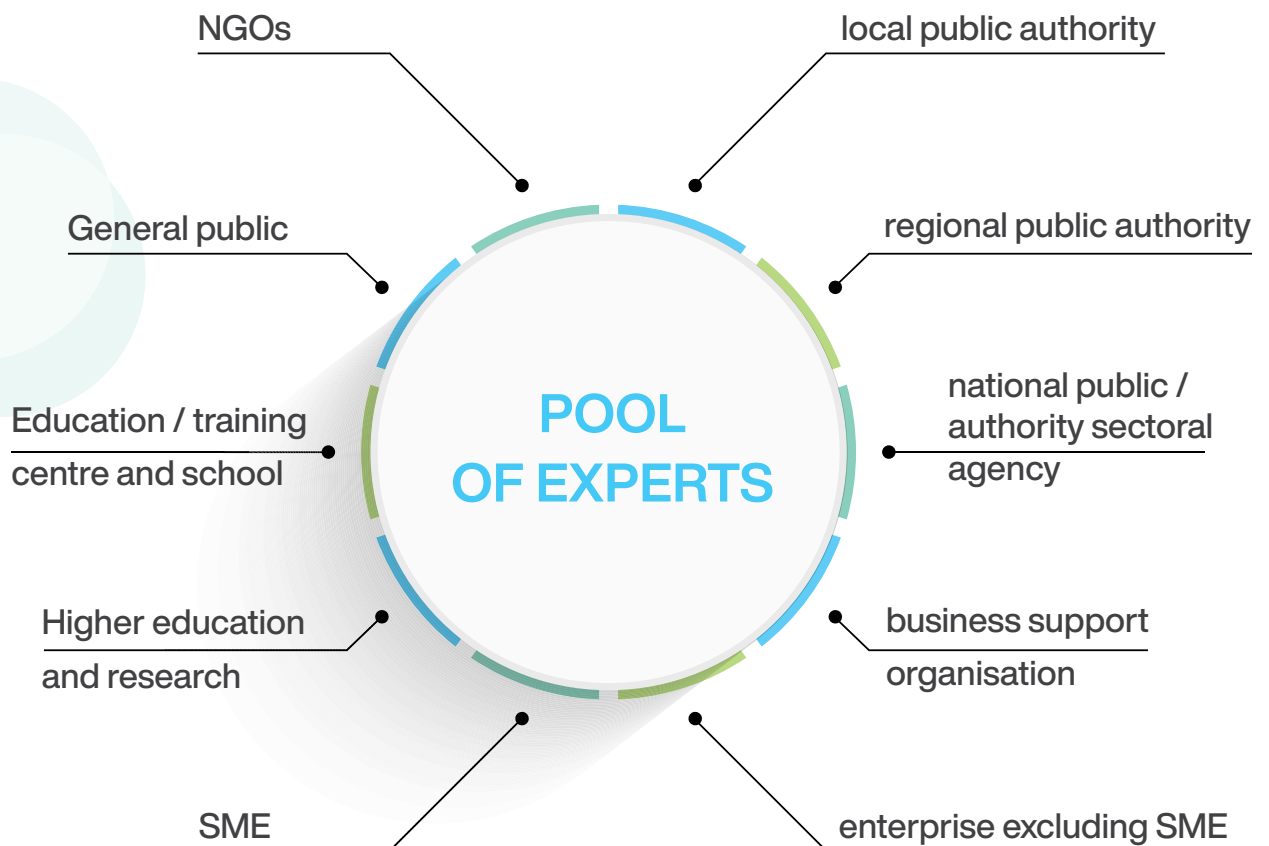 NGOs
local public authority
General public
regional public authority
national public /
authority sectoral
agency
Education / training
centre and school
POOL
OF EXPERTS
Higher education
and research
business support
organisation
SME
enterprise excluding SME